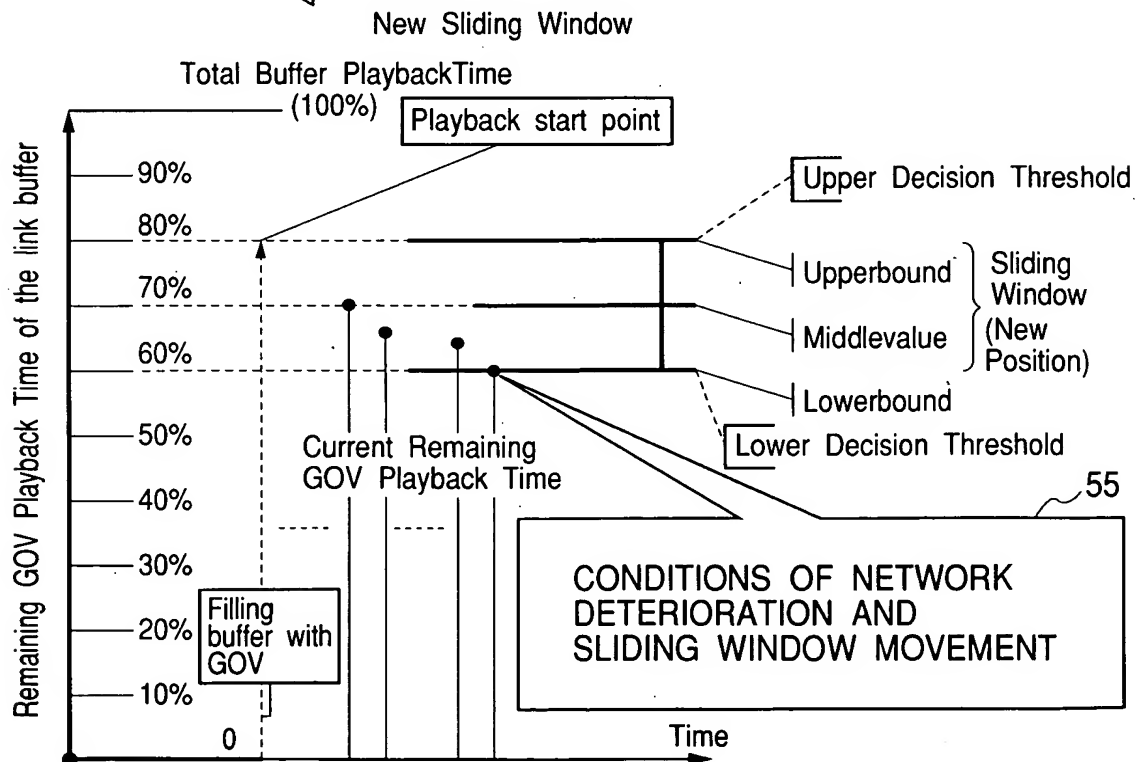 New Sliding Window
Total Buffer PlaybackTime
(100%)
Playback start point
Remaining GOV Playback Time of the link buffer
90%
80%
70%
60%
50%
40%
30%
20%
10%
0
Upper Decision Threshold
Upperbound
Middlevalue
Lowerbound
Sliding
Window
(New
Position)
Lower Decision Threshold
Current Remaining
GOV Playback Time
55
CONDITIONS OF NETWORK
DETERIORATION AND
SLIDING WINDOW MOVEMENT
Filling
buffer with
GOV
Time